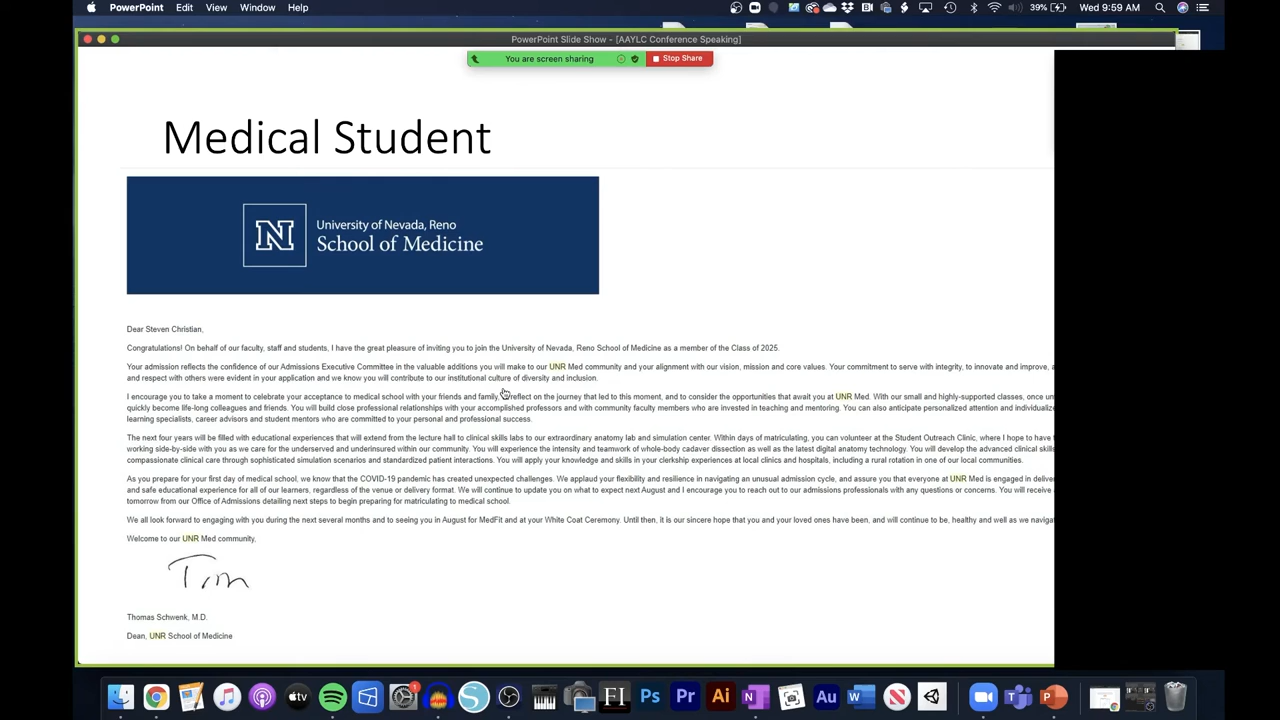 PowerPoint Edit View Window Help 39% Wed 9:59 AM
PowerPoint Slide Show - [AAYLC Conference Speaking]
You are screen sharing Stop Share
Medical Student
N University of Nevada, Reno
School of Medicine
Dear Steven Christian,
Congratulations! On behalf of our faculty, staff and students, I have the great pleasure of inviting you to join the University of Nevada, Reno School of Medicine as a member of the Class of 2025.
Your admission reflects the confidence of our Admissions Executive Committee in the valuable additions you will make to our UNR Med community and your alignment with our vision, mission and core values. Your commitment to serve with integrity, to innovate and improve,
and respect with others were evident in your application and we know you will contribute to our institutional culture of diversity and inclusion.
I encourage you to take a moment to celebrate your acceptance to medical school with your friends and family, reflect on the journey that led to this moment, and to consider the opportunities that await you at UNR Med. With our small and highly-supported classes, once
quickly become life-long colleagues and friends. You will build close professional relationships with your accomplished professors and with community faculty members who are invested in teaching and mentoring. You can also anticipate personalized attention and
learning specialists, career advisors and student mentors who are committed to your personal and professional success.
The next four years will be filled with educational experiences that will extend from the lecture hall to clinical skills labs to our extraordinary anatomy lab and simulation center. Within days of matriculating, you can volunteer at the Student Outreach Clinic, where I hope to have
working side-by-side with you as we care for the underserved and underinsured within our community. You will experience the intensity and teamwork of whole-body cadaver dissection as well as the latest digital anatomy technology. You will develop the advanced clinical
compassionate clinical care through sophisticated simulation scenarios and standardized patient interactions. You will apply your knowledge and skills in your clerkship experiences at local clinics and hospitals, including a rural rotation in one of our local communities.
As you prepare for your first day of medical school, we know that the COVID-19 pandemic has created unexpected challenges. We applaud your flexibility and resilience in navigating an unusual admission cycle, and assure you that everyone at UNR Med is engaged in
and safe educational experience for all of our learners, regardless of the venue or delivery format. We will continue to update you on what to expect next August and I encourage you to reach out to our admissions professionals with any questions or concerns. You will receive
tomorrow from our Office of Admissions detailing next steps to begin preparing for matriculating to medical school.
We all look forward to engaging with you during the next several months and to seeing you in August for MedFit and at your White Coat Ceremony. Until then, it is our sincere hope that you and your loved ones have been, and will continue to be, healthy and well as we
Welcome to our UNR Med community.
Tom
Thomas Schwenk, M.D.
Dean, UNR School of Medicine
tv FI Ps Pr Ai N Au W P